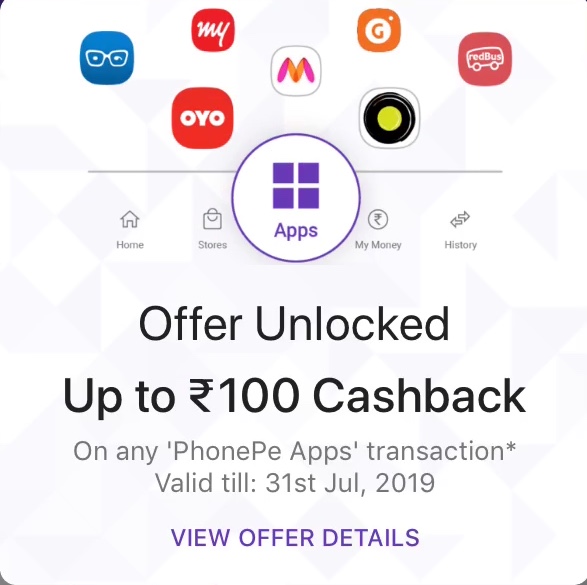 my
G
redBus
OYO
Apps
Home
Stores
My Money
History
Offer Unlocked
Up to ₹100 Cashback
On any 'PhonePe Apps' transaction*
Valid till: 31st Jul, 2019
VIEW OFFER DETAILS